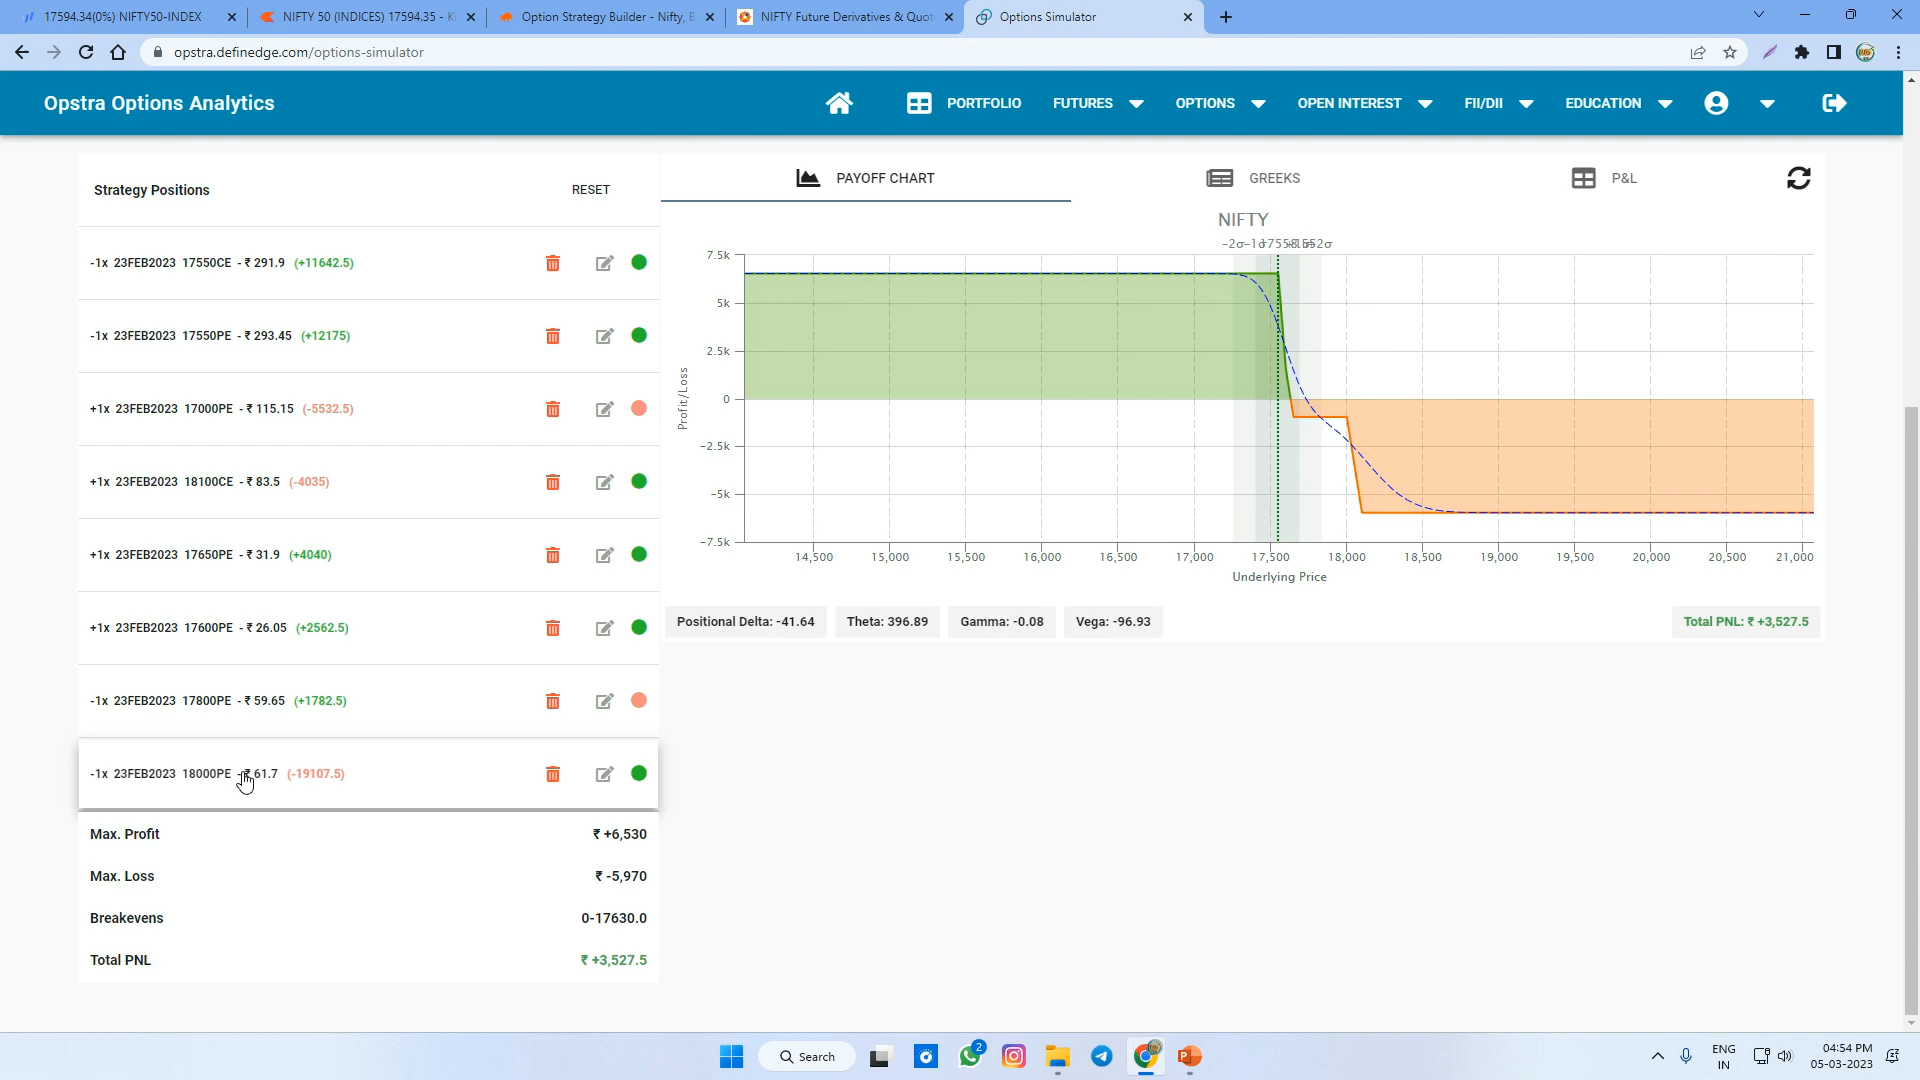 17594.34(0%) NIFTY50-INDEX
NIFTY 50 (INDICES) 17594.35 - Ki
Option Strategy Builder - Nifty, B
NIFTY Future Derivatives & Quot
Options Simulator
opstra.definedge.com/options-simulator
Opstra Options Analytics
PORTFOLIO
FUTURES
OPTIONS
OPEN INTEREST
FII/DII
EDUCATION
Strategy Positions
RESET
-1x 23FEB2023 17550CE - ₹ 291.9 (+11642.5)
-1x 23FEB2023 17550PE - ₹ 293.45 (+12175)
+1x 23FEB2023 17000PE - ₹ 115.15 (-5532.5)
+1x 23FEB2023 18100CE - ₹ 83.5 (-4035)
+1x 23FEB2023 17650PE - ₹ 31.9 (+4040)
+1x 23FEB2023 17600PE - ₹ 26.05 (+2562.5)
-1x 23FEB2023 17800PE - ₹ 59.65 (+1782.5)
-1x 23FEB2023 18000PE - ₹ 61.7 (-19107.5)
Max. Profit ₹ +6,530
Max. Loss ₹ -5,970
Breakevens 0-17630.0
Total PNL ₹ +3,527.5
PAYOFF CHART
GREEKS
P&L
NIFTY
-2σ -1σ
2σ
7.5k
5k
2.5k
0
-2.5k
-5k
-7.5k
Profit/Loss
14,500 15,000 15,500 16,000 16,500 17,000 17,500 18,000 18,500 19,000 19,500 20,000 20,500 21,000
Underlying Price
Positional Delta: -41.64
Theta: 396.89
Gamma: -0.08
Vega: -96.93
Total PNL: ₹ +3,527.5
Search
2
ENG
IN
04:54 PM
05-03-2023